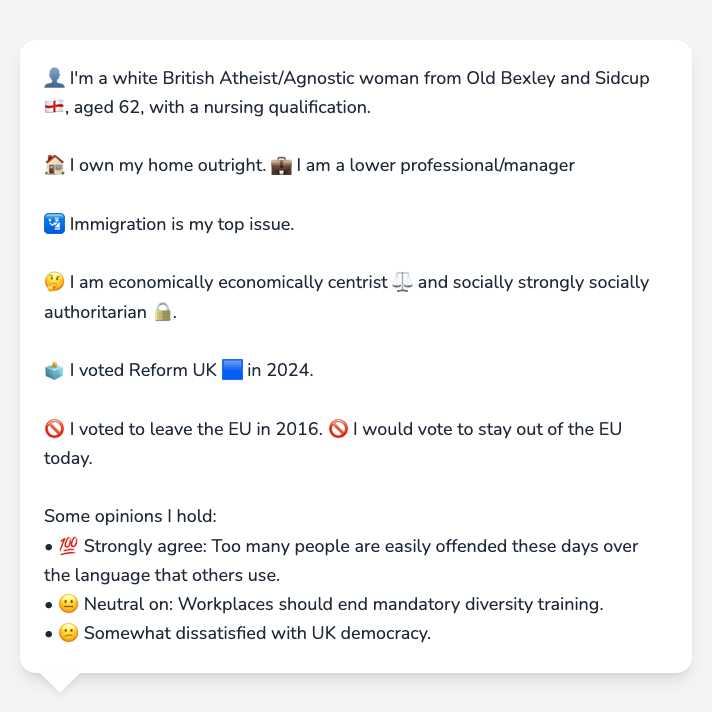 👤 I'm a white British Atheist/Agnostic woman from Old Bexley and Sidcup
🏴󠁧󠁢󠁥󠁮󠁧󠁿, aged 62, with a nursing qualification.
🏠 I own my home outright. 💼 I am a lower professional/manager
🛂 Immigration is my top issue.
🤔 I am economically economically centrist ⚖️ and socially strongly socially
authoritarian 🔒.
🗳️ I voted Reform UK 🟦 in 2024.
🚫 I voted to leave the EU in 2016. 🚫 I would vote to stay out of the EU
today.
Some opinions I hold:
• 💯 Strongly agree: Too many people are easily offended these days over
the language that others use.
• 😐 Neutral on: Workplaces should end mandatory diversity training.
• 😕 Somewhat dissatisfied with UK democracy.